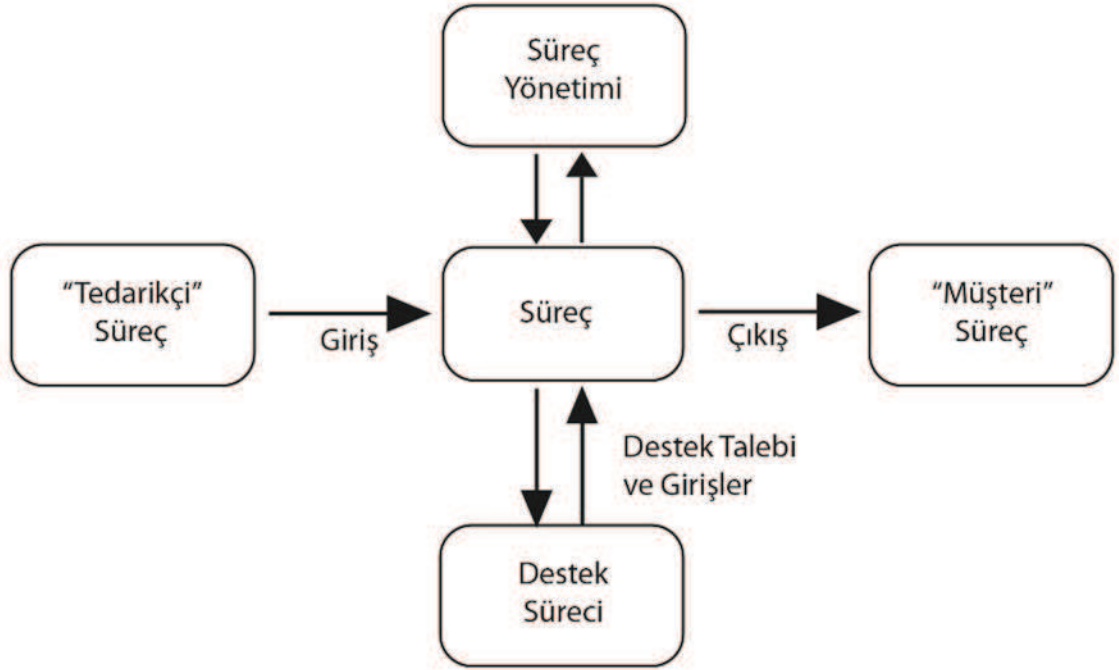 Süreç
Yönetimi
“Tedarikçi”
Süreç
Giriş
Süreç
Çıkış
“Müşteri”
Süreç
Destek Talebi
ve Girişler
Destek
Süreci